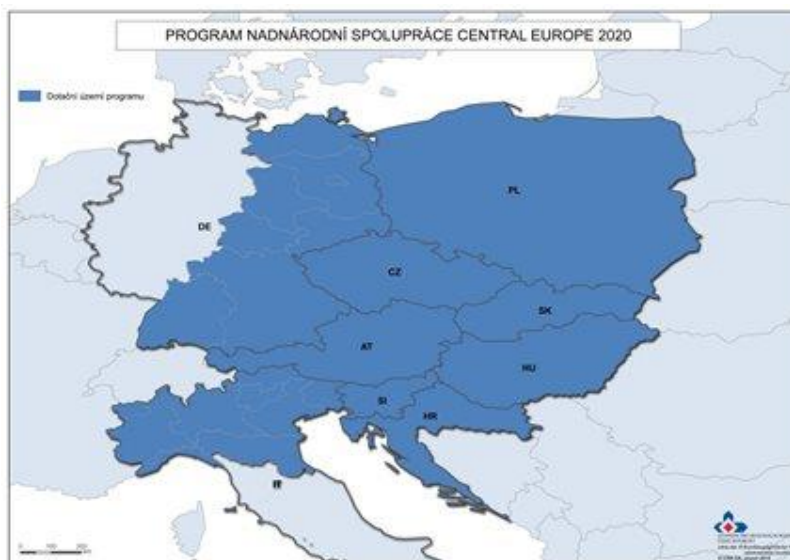 PROGRAM NADNÁRODNÍ SPOLUPRÁCE CENTRAL EUROPE 2020
Dotační území programu
DE
PL
CZ
SK
AT
HU
SI
HR
IT